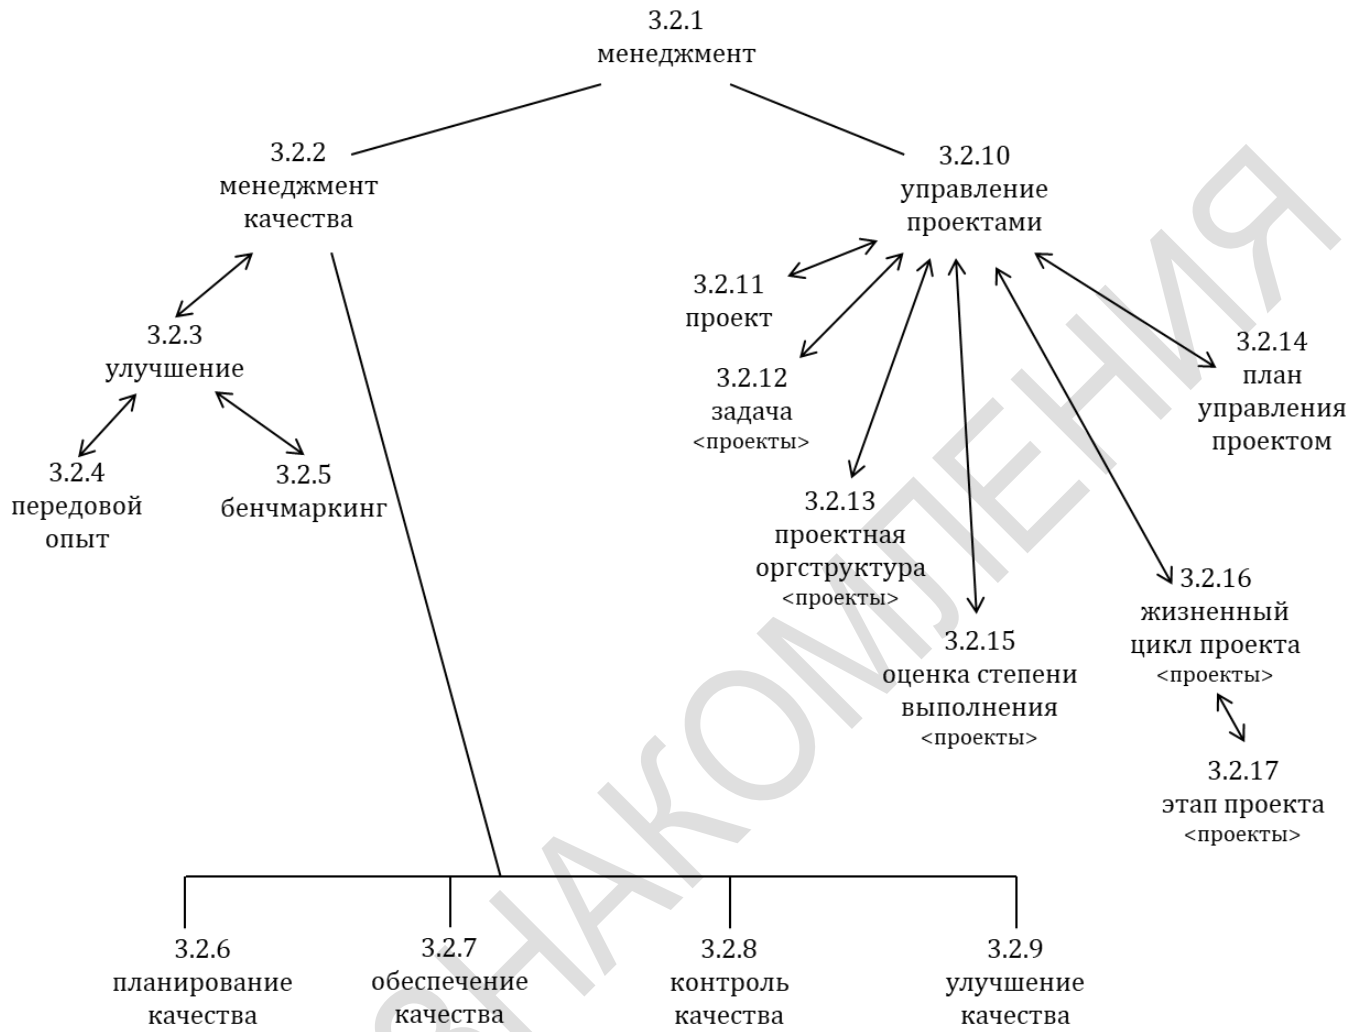 3.2.1
менеджмент
3.2.2
менеджмент
качества
3.2.10
управление
проектами
3.2.3
улучшение
3.2.4
передовой
опыт
3.2.5
бенчмаркинг
3.2.11
проект
3.2.12
задача
<проекты>
3.2.13
проектная
оргструктура
<проекты>
3.2.14
план
управления
проектом
3.2.15
оценка степени
выполнения
<проекты>
3.2.16
жизненный
цикл проекта
<проекты>
3.2.17
этап проекта
<проекты>
3.2.6
планирование
качества
3.2.7
обеспечение
качества
3.2.8
контроль
качества
3.2.9
улучшение
качества
ЗНАКОМЛЕНИЯ